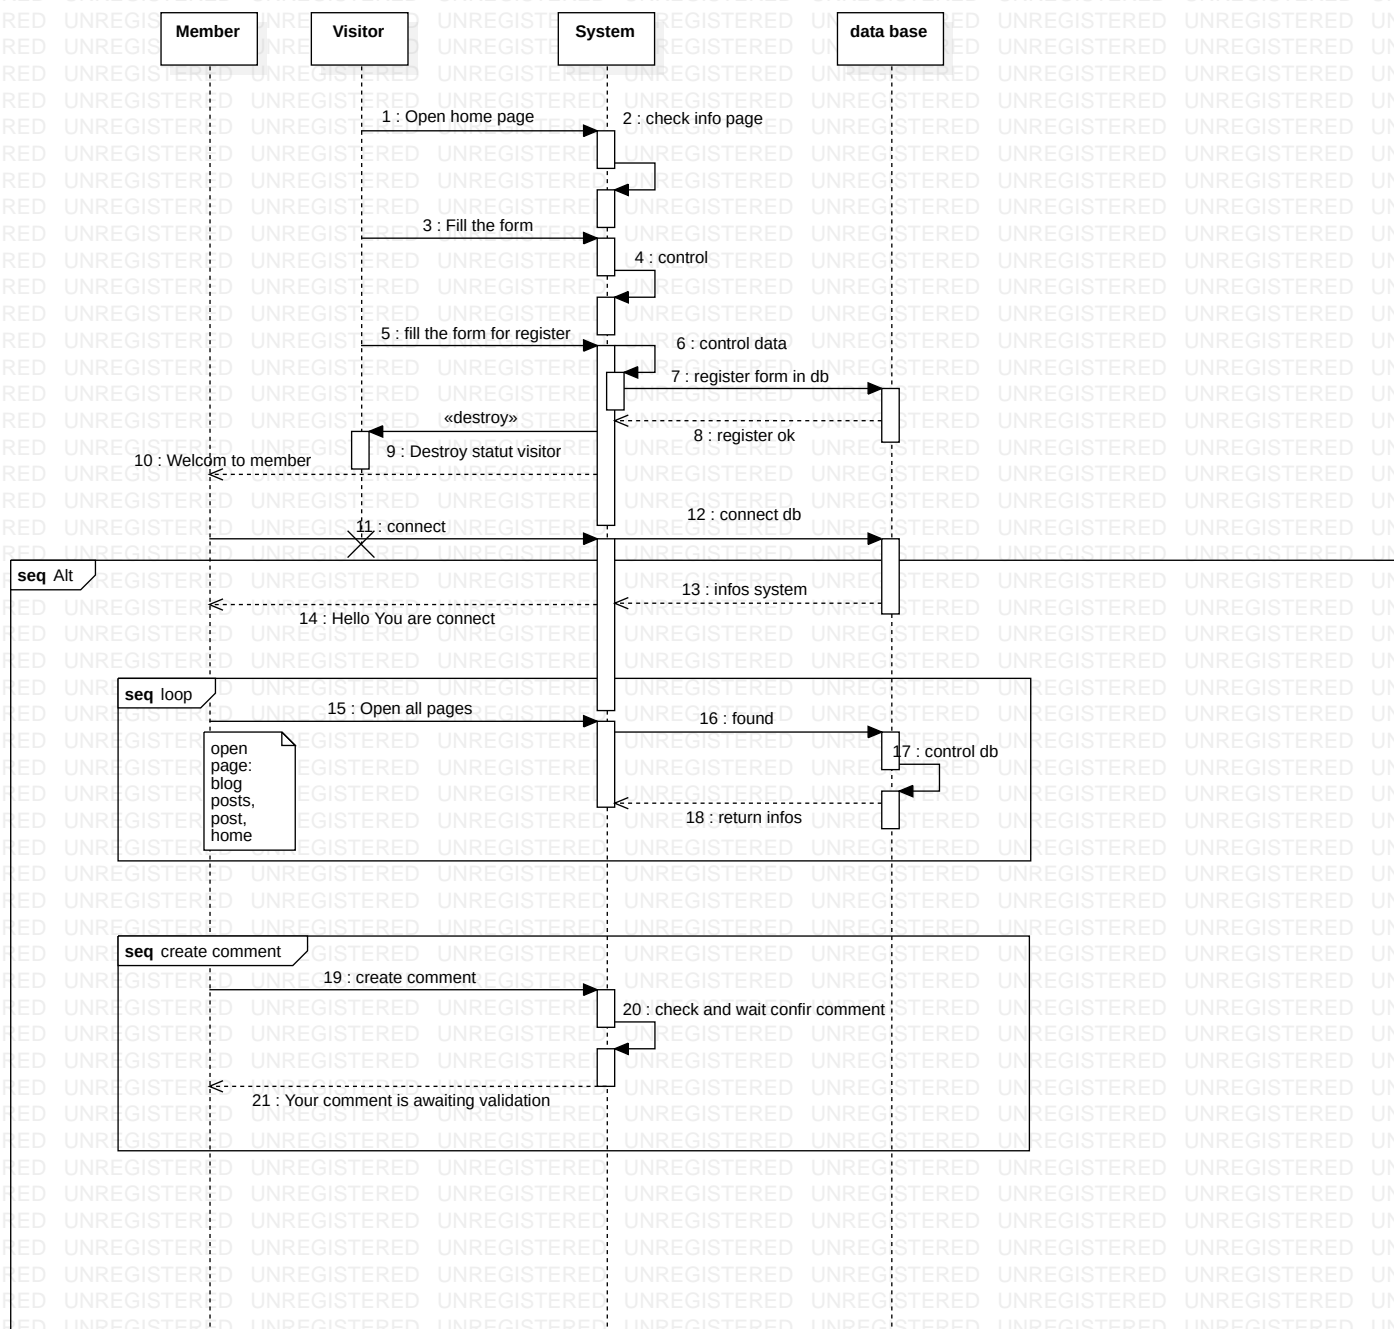 Member
Visitor
System
data base
1 : Open home page
2 : check info page
3 : Fill the form
4 : control
5 : fill the form for register
6 : control data
7 : register form in db
«destroy»
8 : register ok
9 : Destroy statut visitor
10 : Welcom to member
11 : connect
12 : connect db
seq Alt
13 : infos system
14 : Hello You are connect
seq loop
15 : Open all pages
16 : found
open
page:
blog
posts,
post,
home
17 : control db
18 : return infos
seq create comment
19 : create comment
20 : check and wait confir comment
21 : Your comment is awaiting validation
UNREGISTERED